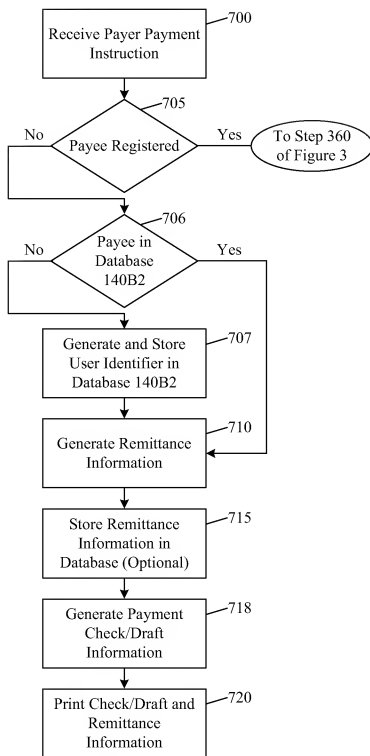 700
Receive Payer Payment
Instruction
705
No
Payee Registered
Yes
To Step 360
of Figure 3
706
No
Payee in
Database
140B2
Yes
707
Generate and Store
User Identifier in
Database 140B2
710
Generate Remittance
Information
715
Store Remittance
Information in
Database (Optional)
718
Generate Payment
Check/Draft
Information
720
Print Check/Draft and
Remittance
Information